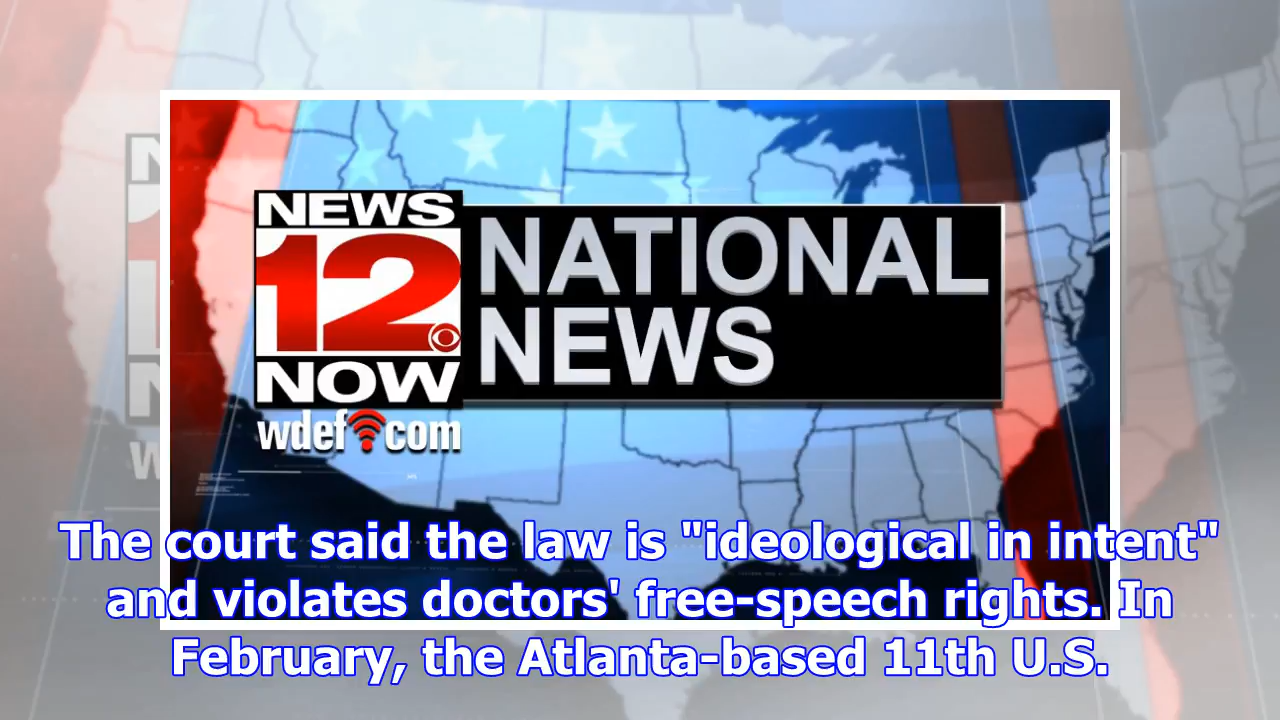 NEWS
12
NOW
wdef com
NATIONAL
NEWS
The court said the law is "ideological in intent"
and violates doctors' free-speech rights. In
February, the Atlanta-based 11th U.S.